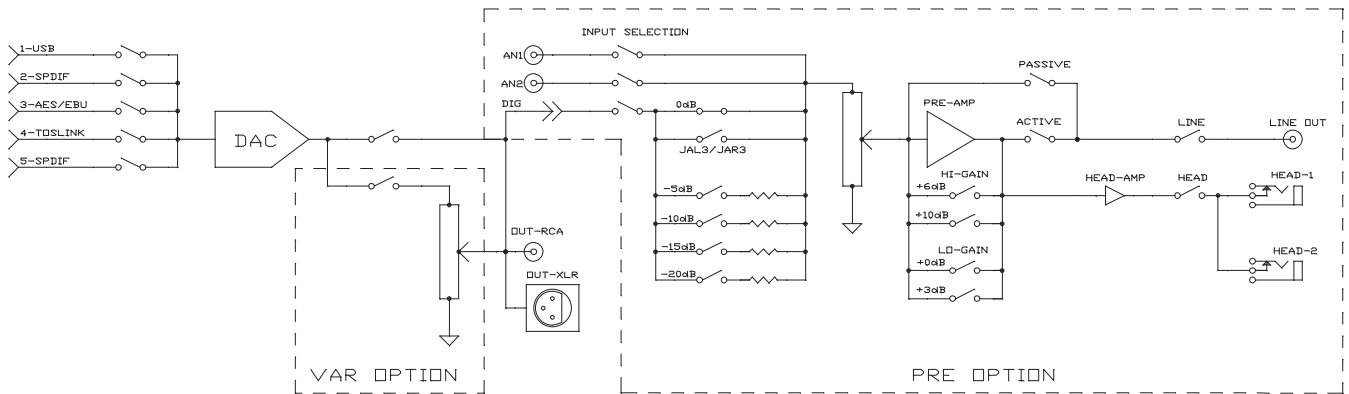 1-USB
2-SPDIF
3-AES/EBU
4-TOSLINK
5-SPDIF
DAC
VAR OPTION
OUT-RCA
OUT-XLR
INPUT SELECTION
AN1
AN2
DIG
0dB
JAL3/JAR3
-5dB
-10dB
-15dB
-20dB
PRE-AMP
PASSIVE
ACTIVE
HI-GAIN
+6dB
+10dB
LO-GAIN
+0dB
+3dB
HEAD-AMP
LINE
LINE OUT
HEAD
HEAD-1
HEAD-2
PRE OPTION